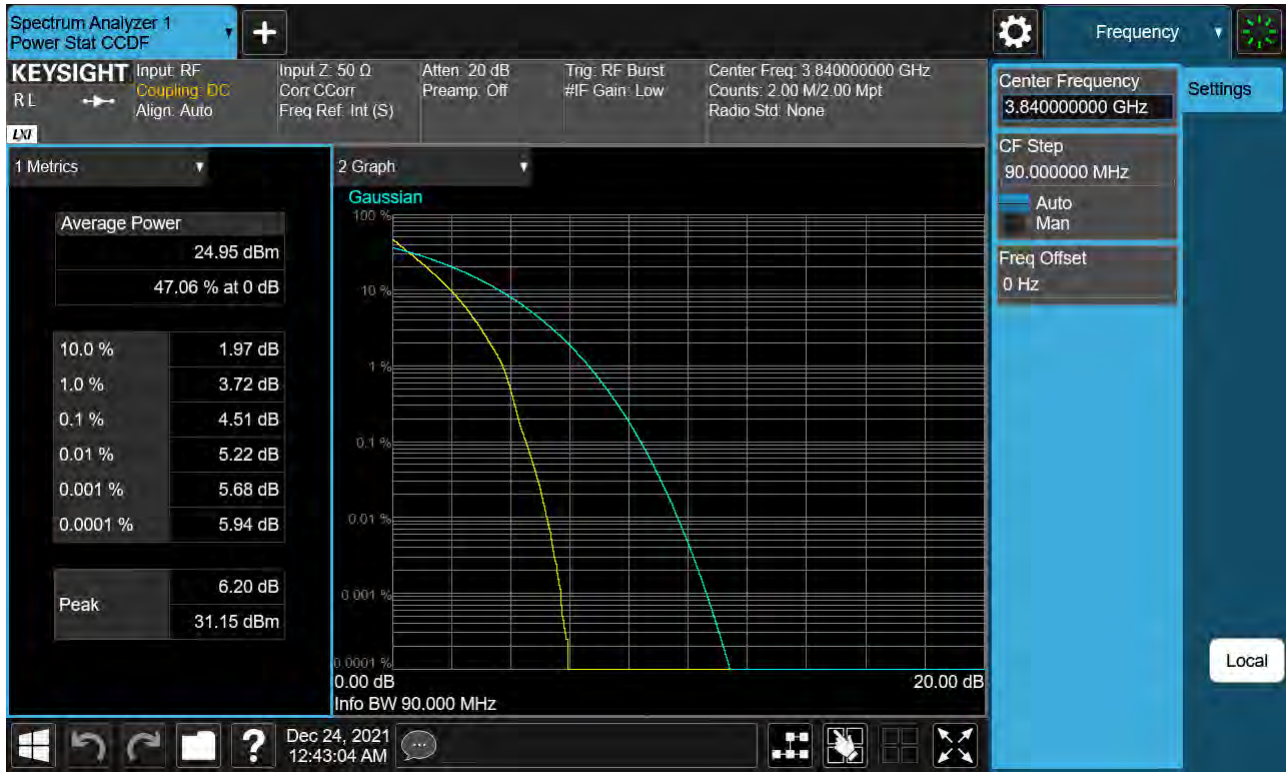 Spectrum Analyzer 1
Power Stat CCDF
Frequency
KEYSIGHT
R L
LXI
Input: RF
Coupling: DC
Align: Auto
Input Z: 50 Ω
Corr CCorr
Freq Ref: Int (S)
Atten: 20 dB
Preamp: Off
Trig: RF Burst
#IF Gain: Low
Center Freq: 3.840000000 GHz
Counts: 2.00 M/2.00 Mpt
Radio Std: None
Center Frequency
3.840000000 GHz
Settings
CF Step
90.000000 MHz
Auto
Man
Freq Offset
0 Hz
1 Metrics
Average Power
24.95 dBm
47.06 % at 0 dB
10.0 % 1.97 dB
1.0 % 3.72 dB
0.1 % 4.51 dB
0.01 % 5.22 dB
0.001 % 5.68 dB
0.0001 % 5.94 dB
Peak
6.20 dB
31.15 dBm
2 Graph
Gaussian
100 %
10 %
1 %
0.1 %
0.01 %
0.001 %
0.0001 %
0.00 dB 20.00 dB
Info BW 90.000 MHz
Local
?
Dec 24, 2021
12:43:04 AM